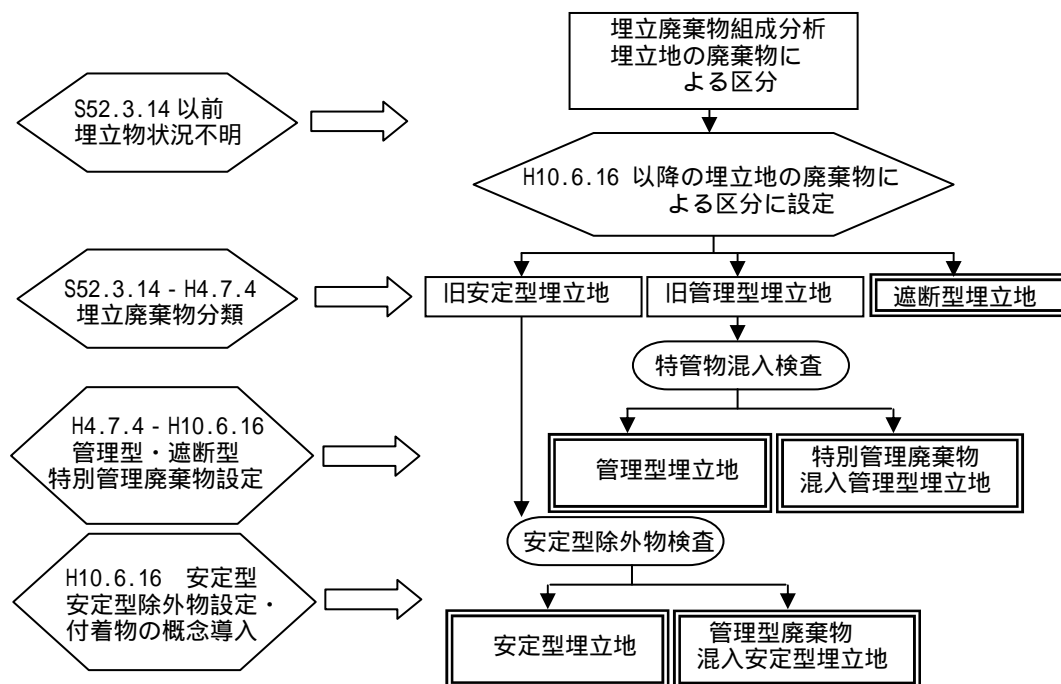 埋立廃棄物組成分析
埋立地の廃棄物に
よる区分
S52.3.14 以前
埋立物状況不明
H10.6.16 以降の埋立地の廃棄物に
よる区分に設定
S52.3.14 - H4.7.4
埋立廃棄物分類
旧安定型埋立地
旧管理型埋立地
遮断型埋立地
特管物混入検査
H4.7.4 - H10.6.16
管理型・遮断型
特別管理廃棄物設定
管理型埋立地
特別管理廃棄物
混入管理型埋立地
安定型除外物検査
H10.6.16 安定型
安定型除外物設定・
付着物の概念導入
安定型埋立地
管理型廃棄物
混入安定型埋立地